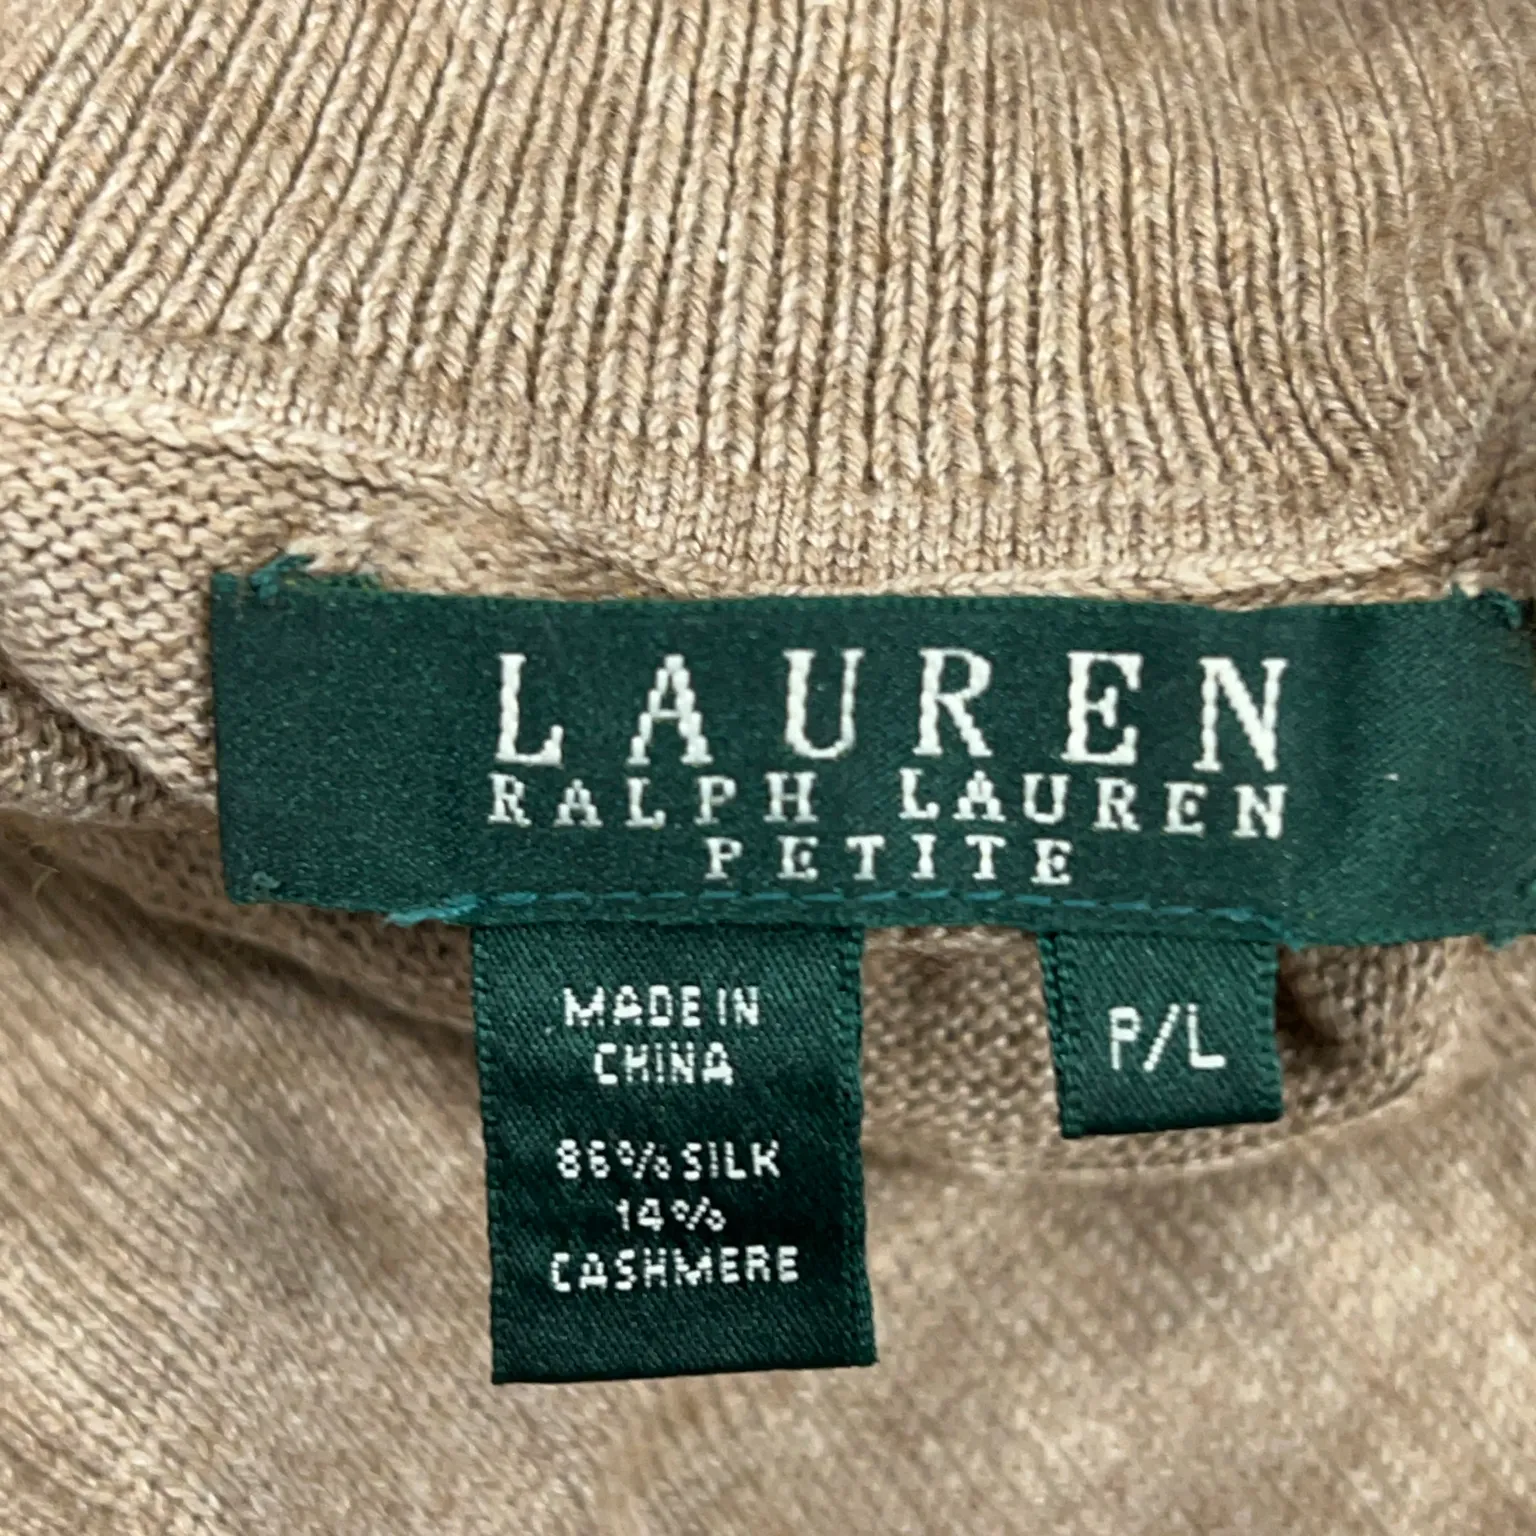 LAUREN
RALPH LAUREN
PETITE
MADE IN
CHINA
86% SILK
14%
CASHMERE
P/L